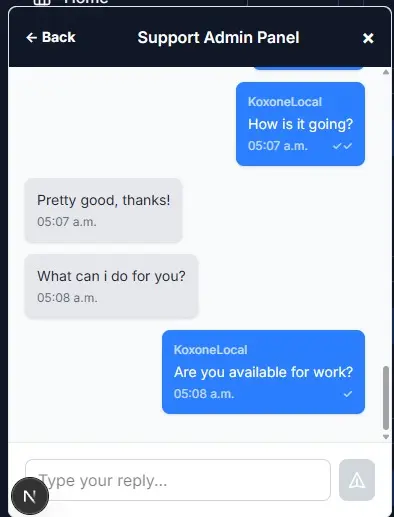 Home
← Back
Support Admin Panel
×
KoxoneLocal
How is it going?
05:07 a.m. ✓✓
Pretty good, thanks!
05:07 a.m.
What can i do for you?
05:08 a.m.
KoxoneLocal
Are you available for work?
05:08 a.m. ✓
Type your reply...
N